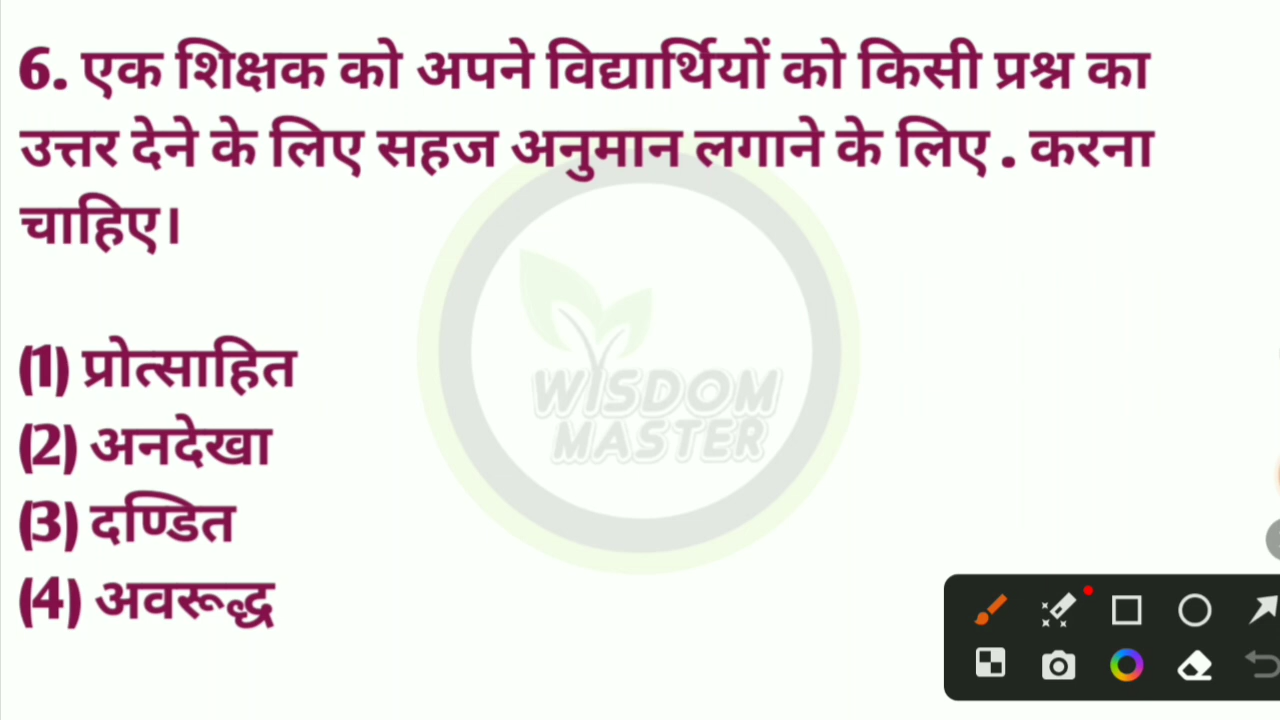 6. एक शिक्षक को अपने विद्यार्थियों को किसी प्रश्न का
उत्तर देने के लिए सहज अनुमान लगाने के लिए . करना
चाहिए।
(1) प्रोत्साहित
(2) अनदेखा
(3) दण्डित
(4) अवरूद्ध
WISDOM
MASTER